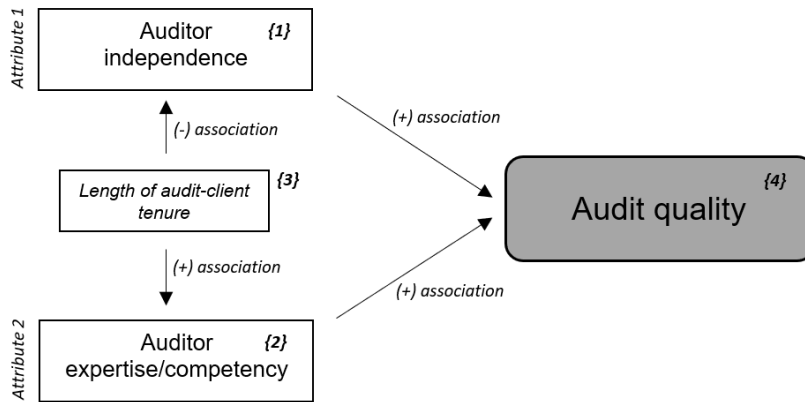 Attribute 1
Auditor {1}
independence
(-) association
(+) association
Length of audit-client {3}
tenure
Audit quality {4}
(+) association
(+) association
Attribute 2
Auditor {2}
expertise/competency